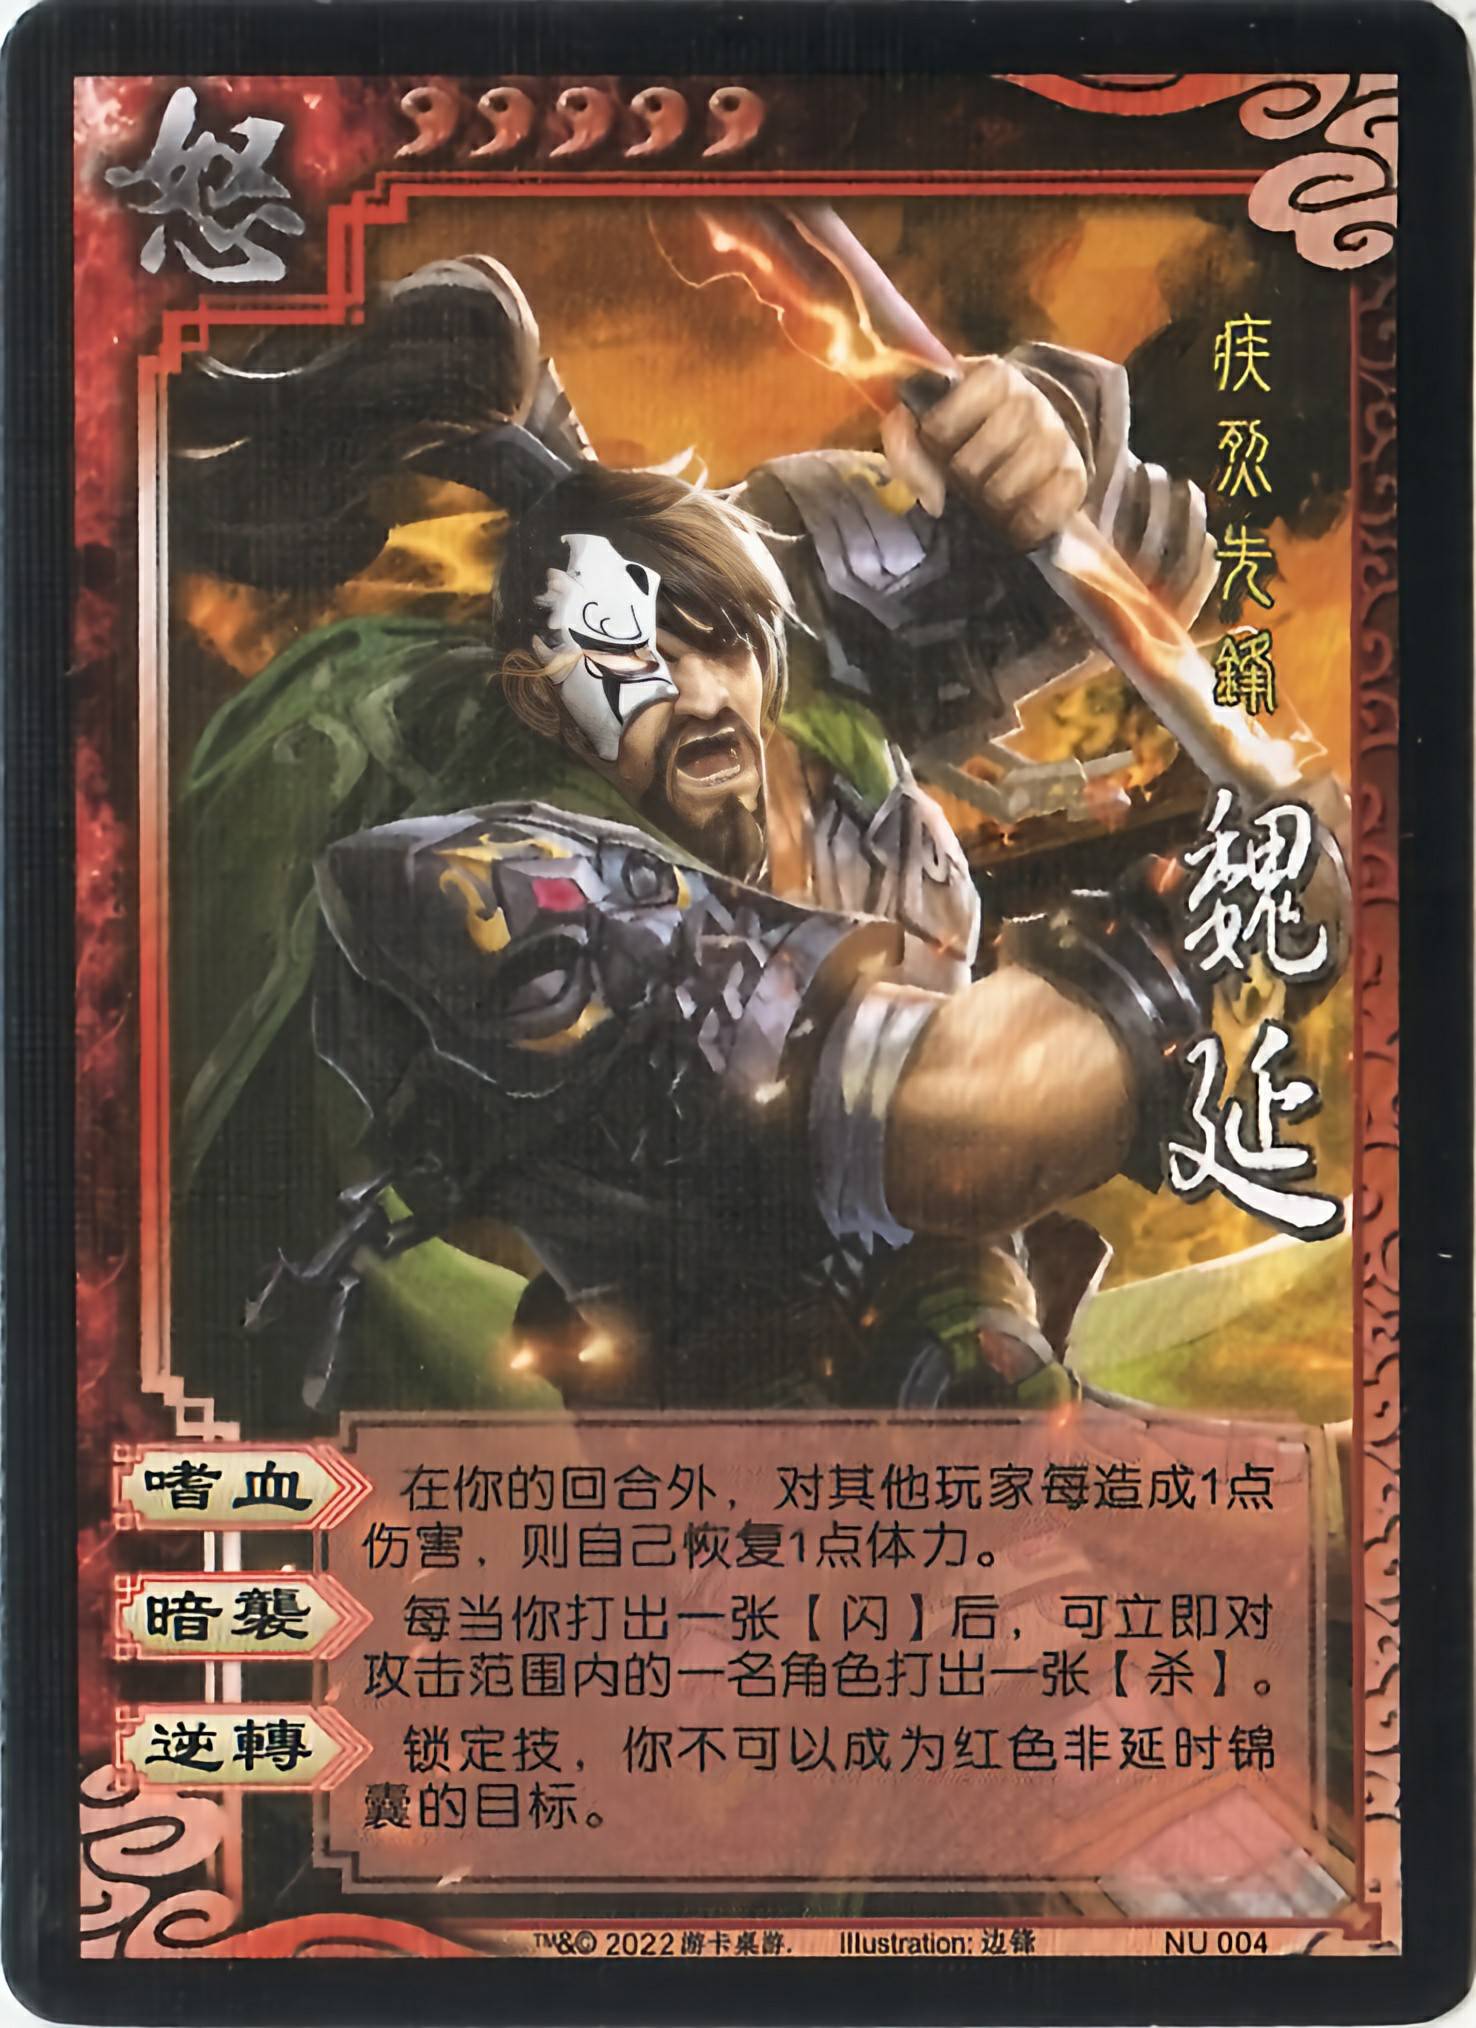 怒
疾烈先锋
魏延
嗜血
在你的回合外，对其他玩家每造成1点
伤害，则自己恢复1点体力。
暗襲
每当你打出一张【闪】后，可立即对
攻击范围内的一名角色打出一张【杀】。
逆轉
锁定技，你不可以成为红色非延时锦
囊的目标。
™&© 2022 游卡桌游. Illustration: 边锋 NU 004